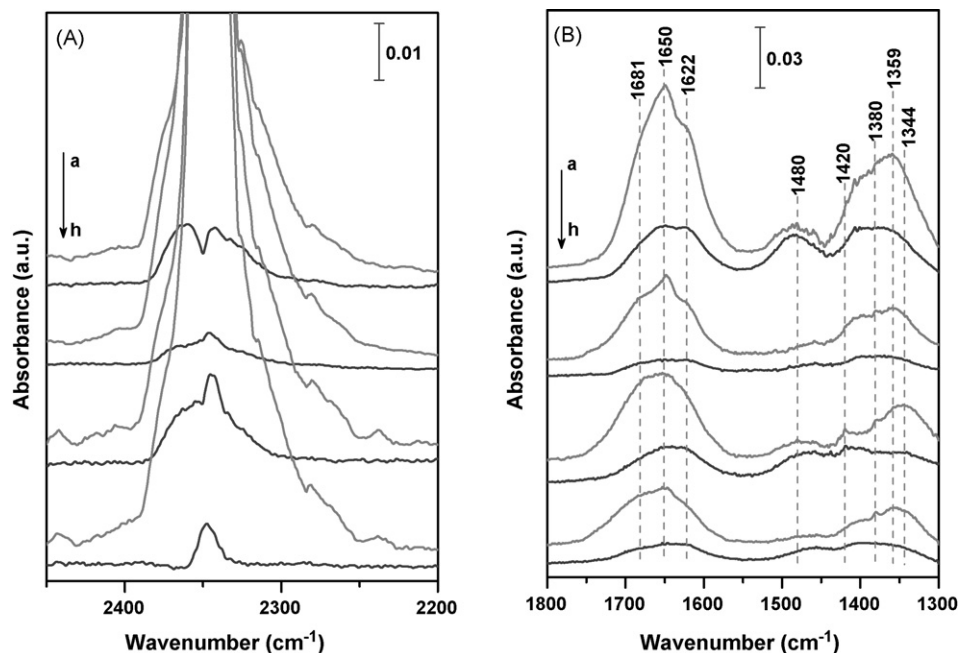 (A)
0.01
a
h
Absorbance (a.u.)
2400
2300
2200
Wavenumber (cm⁻¹)
(B)
0.03
1681
1650
1622
1480
1420
1380
1359
1344
a
h
Absorbance (a.u.)
1800
1700
1600
1500
1400
1300
Wavenumber (cm⁻¹)